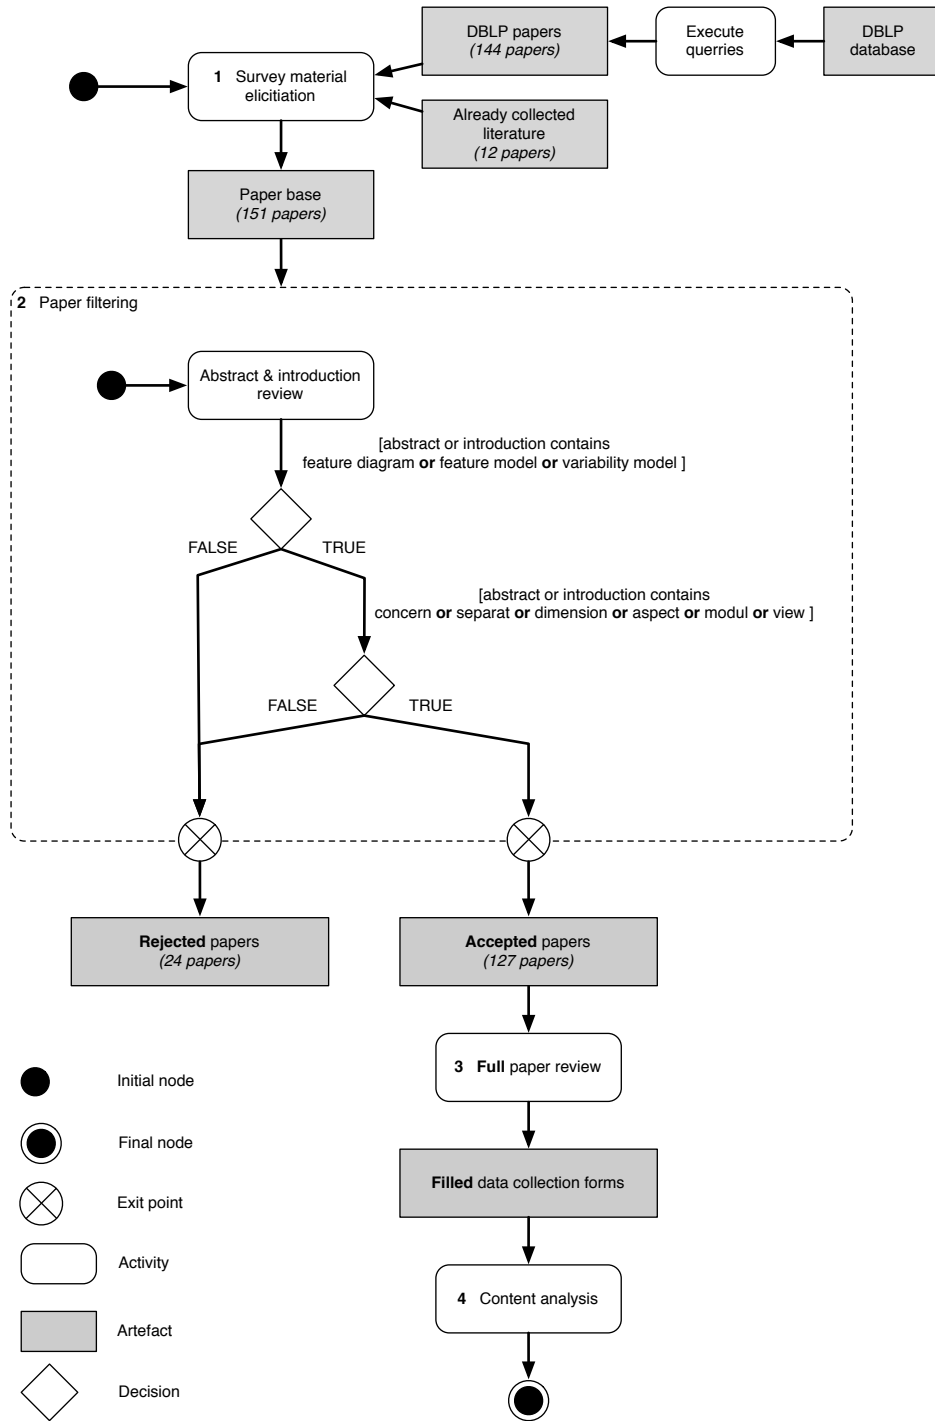 DBLP papers
(144 papers)
Execute
querries
DBLP
database
1 Survey material
elicitiation
Already collected
literature
(12 papers)
Paper base
(151 papers)
2 Paper filtering
Abstract & introduction
review
[abstract or introduction contains
feature diagram or feature model or variability model ]
FALSE
TRUE
[abstract or introduction contains
concern or separat or dimension or aspect or modul or view ]
FALSE
TRUE
Rejected papers
(24 papers)
Accepted papers
(127 papers)
3 Full paper review
Filled data collection forms
4 Content analysis
Initial node
Final node
Exit point
Activity
Artefact
Decision